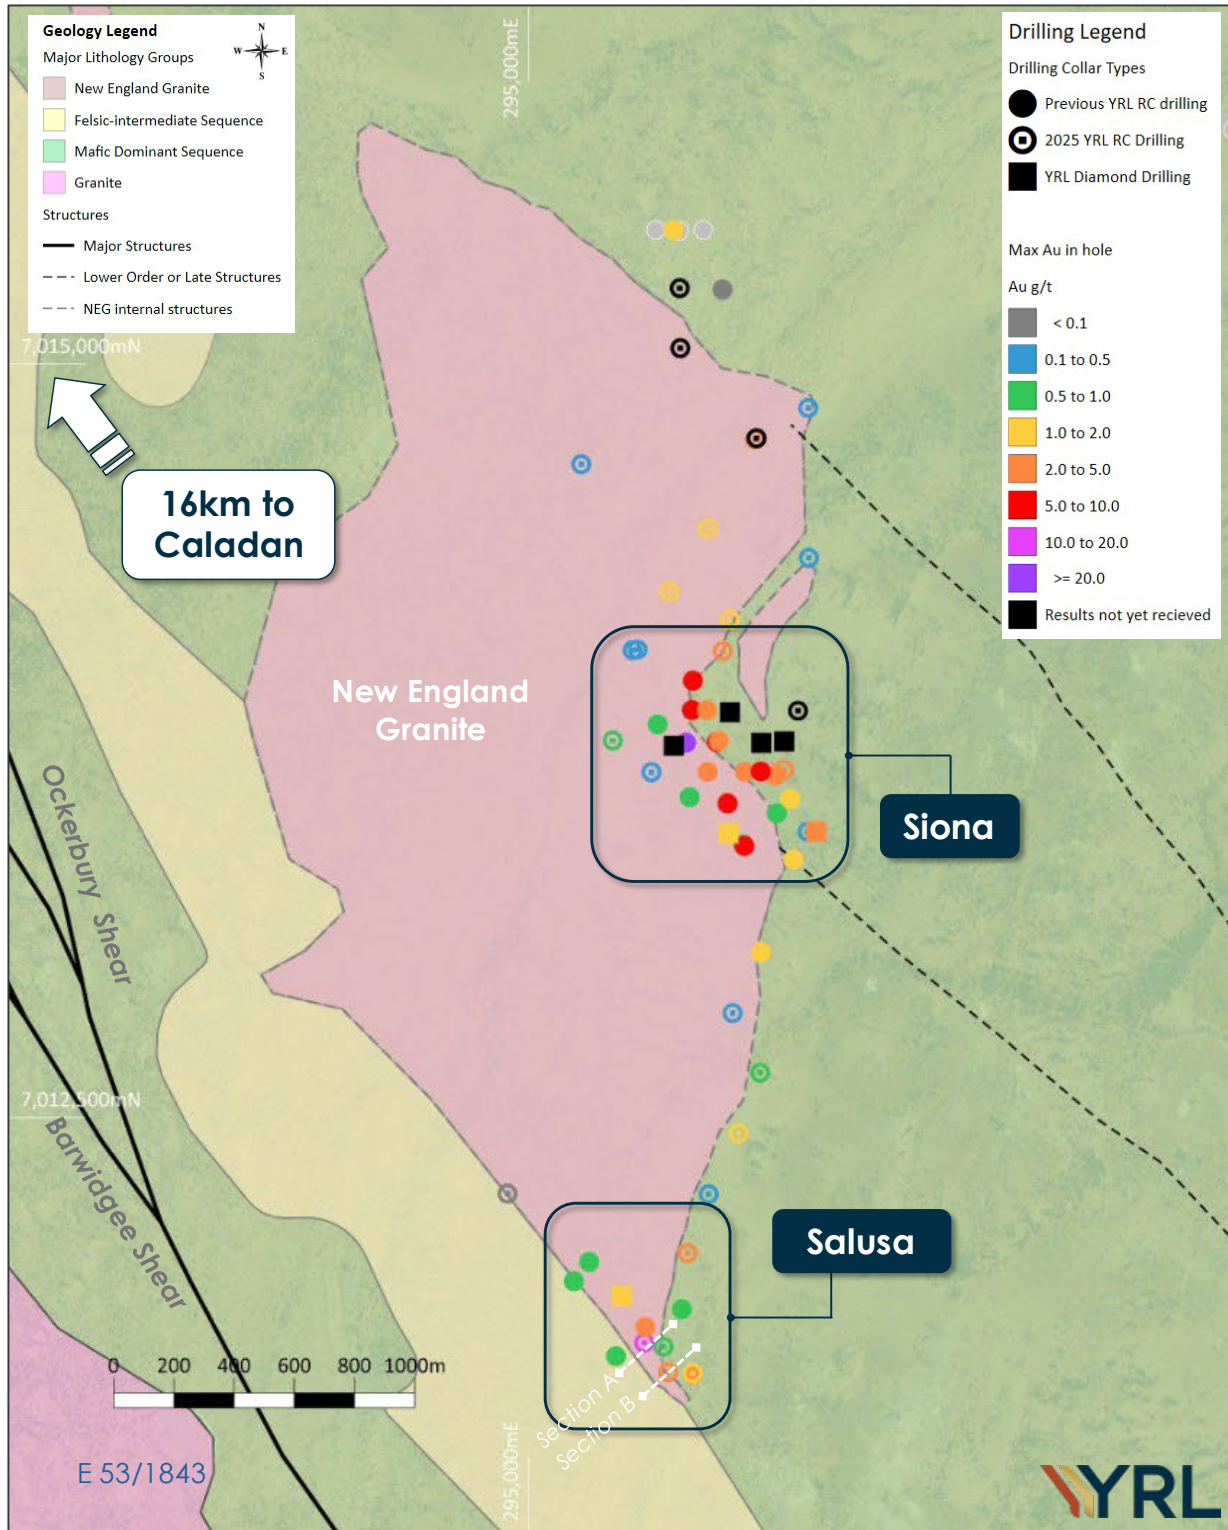 Geology Legend
Major Lithology Groups
New England Granite
Felsic-intermediate Sequence
Mafic Dominant Sequence
Granite
Structures
Major Structures
Lower Order or Late Structures
NEG internal structures
N
W
E
S
295,000mE
Drilling Legend
Drilling Collar Types
Previous YRL RC drilling
2025 YRL RC Drilling
YRL Diamond Drilling
Max Au in hole
Au g/t
< 0.1
0.1 to 0.5
0.5 to 1.0
1.0 to 2.0
2.0 to 5.0
5.0 to 10.0
10.0 to 20.0
>= 20.0
Results not yet recieved
7,015,000mN
16km to
Caladan
New England
Granite
Siona
Ockerbury Shear
7,012,500mN
Barwidgee Shear
Salusa
Section A
Section B
0 200 400 600 800 1000m
295,000mE
E 53/1843
YRL